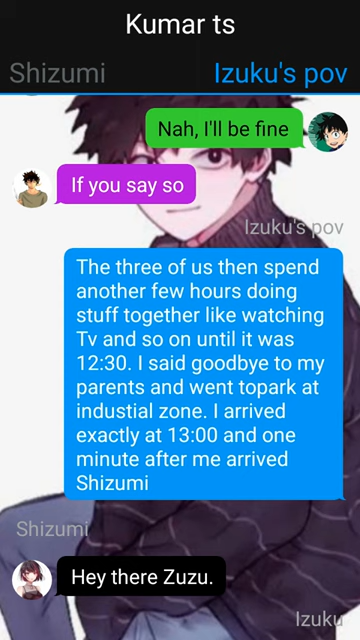 Kumar ts
Shizumi
Izuku's pov
Nah, I'll be fine
If you say so
Izuku's pov
The three of us then spend
another few hours doing
stuff together like watching
Tv and so on until it was
12:30. I said goodbye to my
parents and went topark at
industial zone. I arrived
exactly at 13:00 and one
minute after me arrived
Shizumi
Shizumi
Hey there Zuzu.
Izuku